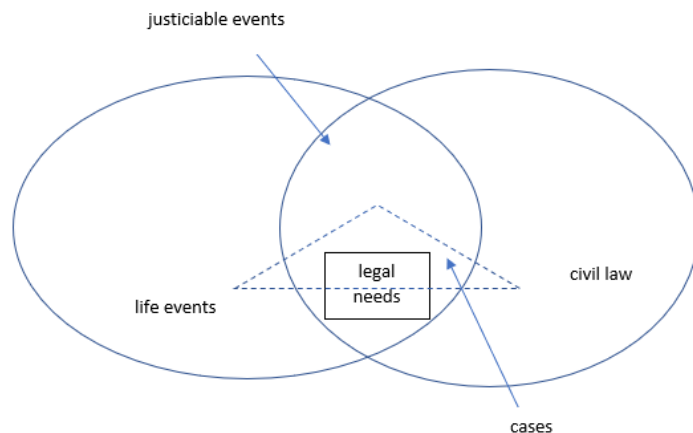 justiciable events
legal
needs
civil law
life events
cases